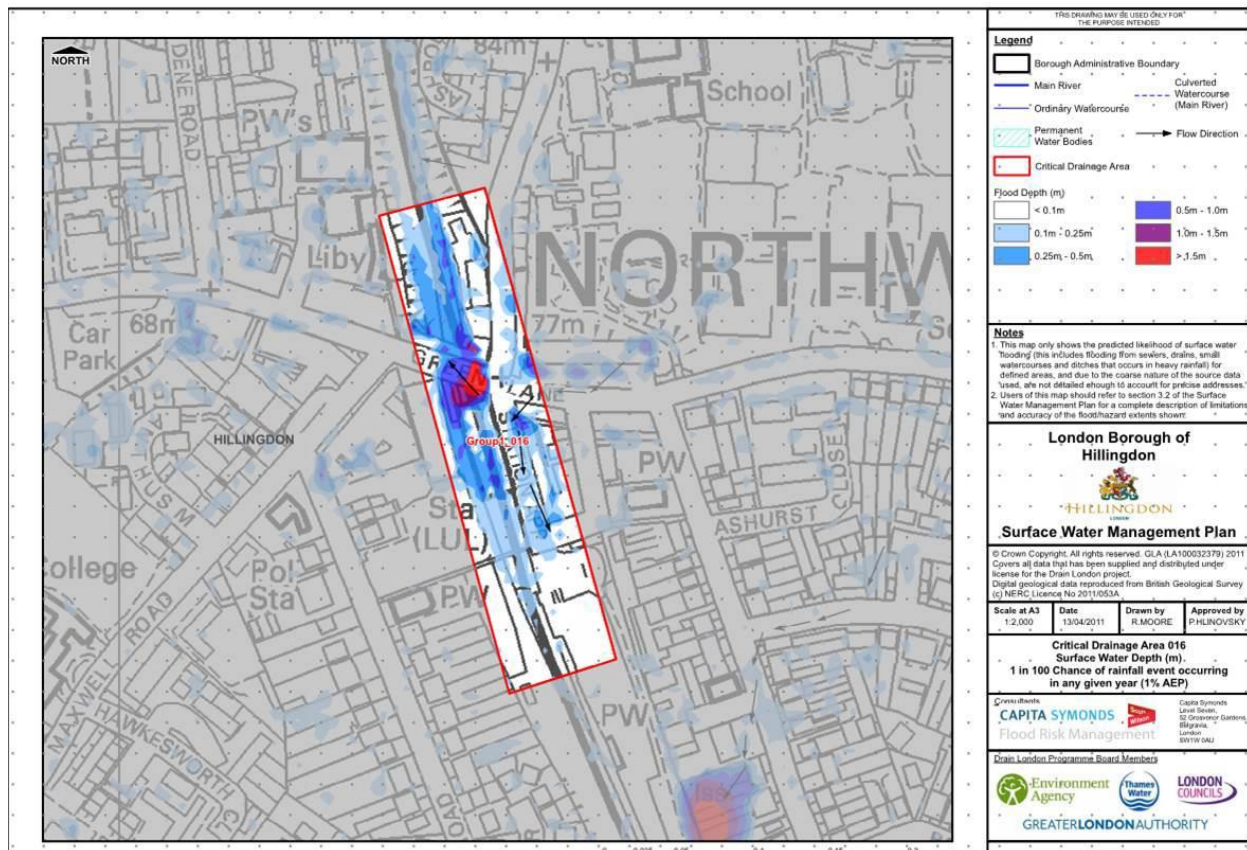 NORTH
DENE ROAD
PW's
84m
School
Liby
NORTHW
Car
Park
68m
77m
GR
LANE
HILLINGDON
Group1_016
STATIO
PW
CLOSE
ASHURST
Sta
(LUL)
College
Pol
Sta
PW
ROAD
MAXWELL
HAWKESWORTH
PW
THIS DRAWING MAY BE USED ONLY FOR
THE PURPOSE INTENDED
Legend
Borough Administrative Boundary
Main River
Culverted
Watercourse
(Main River)
Ordinary Watercourse
Permanent
Water Bodies
Flow Direction
Critical Drainage Area
Flood Depth (m)
< 0.1m
0.5m - 1.0m
0.1m - 0.25m
1.0m - 1.5m
0.25m - 0.5m
> 1.5m
Notes
1. This map only shows the predicted likelihood of surface water
flooding (this includes flooding from sewers, drains, small
watercourses and ditches that occurs in heavy rainfall) for
defined areas, and due to the coarse nature of the source data
used, are not detailed enough to account for precise addresses.
2. Users of this map should refer to section 3.2 of the Surface
Water Management Plan for a complete description of limitations
and accuracy of the flood/hazard extents shown
London Borough of
Hillingdon
HILLINGDON
LONDON
Surface Water Management Plan
© Crown Copyright. All rights reserved. GLA (LA100032379) 2011
Covers all data that has been supplied and distributed under
license for the Drain London project.
Digital geological data reproduced from British Geological Survey
(c) NERC Licence No 2011/053A
Scale at A3
1:2,000
Date
13/04/2011
Drawn by
R.MOORE
Approved by
P.HLINOVSKY
Critical Drainage Area 016
Surface Water Depth (m)
1 in 100 Chance of rainfall event occurring
in any given year (1% AEP)
Consultants
CAPITA SYMONDS
Flood Risk Management
Scott
Wilson
Capita Symonds
Level Seven,
52 Grosvenor Gardens,
Belgravia,
London
SW1W 0AU
Drain London Programme Board Members
Environment
Agency
Thames
Water
LONDON
COUNCILS
GREATERLONDONAUTHORITY